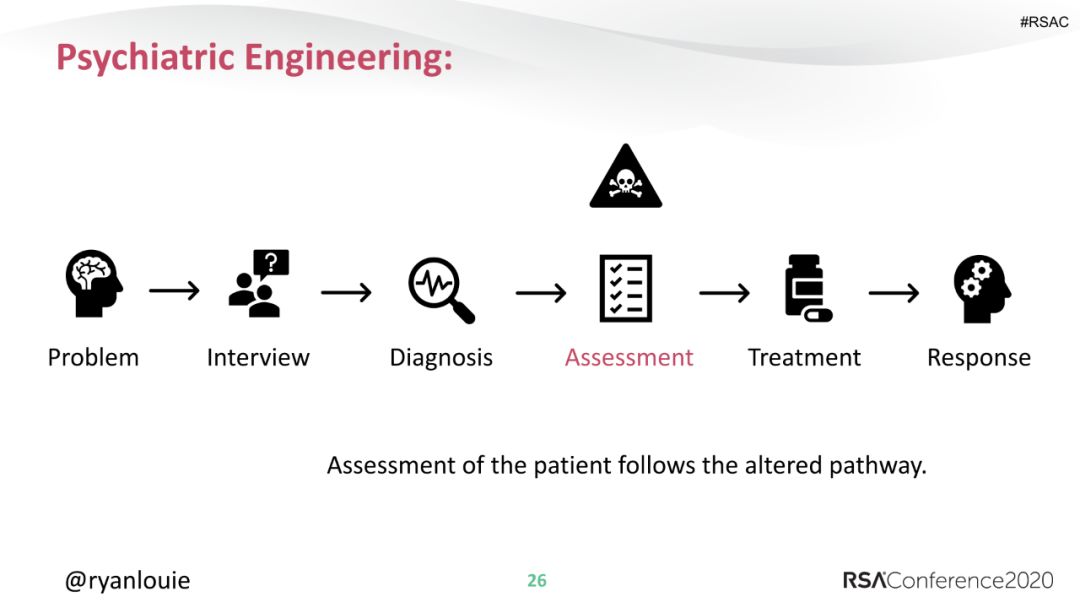 #RSAC
Psychiatric Engineering:
?
Problem
Interview
Diagnosis
Assessment
Treatment
Response
Assessment of the patient follows the altered pathway.
@ryanlouie
26
RSAConference2020